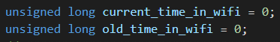 unsigned long current_time_in_wifi = 0;
unsigned long old_time_in_wifi = 0;